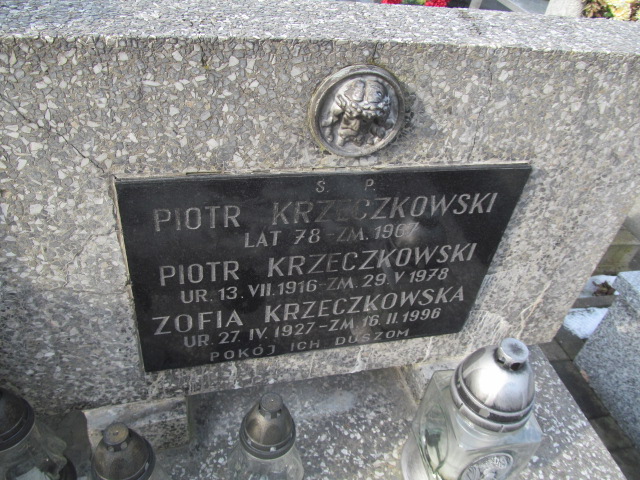 Ś. P.
PIOTR KRZECZKOWSKI
LAT 78 - ZM. 1967
PIOTR KRZECZKOWSKI
UR. 13. VII. 1916 - ZM. 29. V 1978
ZOFIA KRZECZKOWSKA
UR. 27. IV. 1927 - ZM 16. II. 1996
POKÓJ ICH DUSZOM